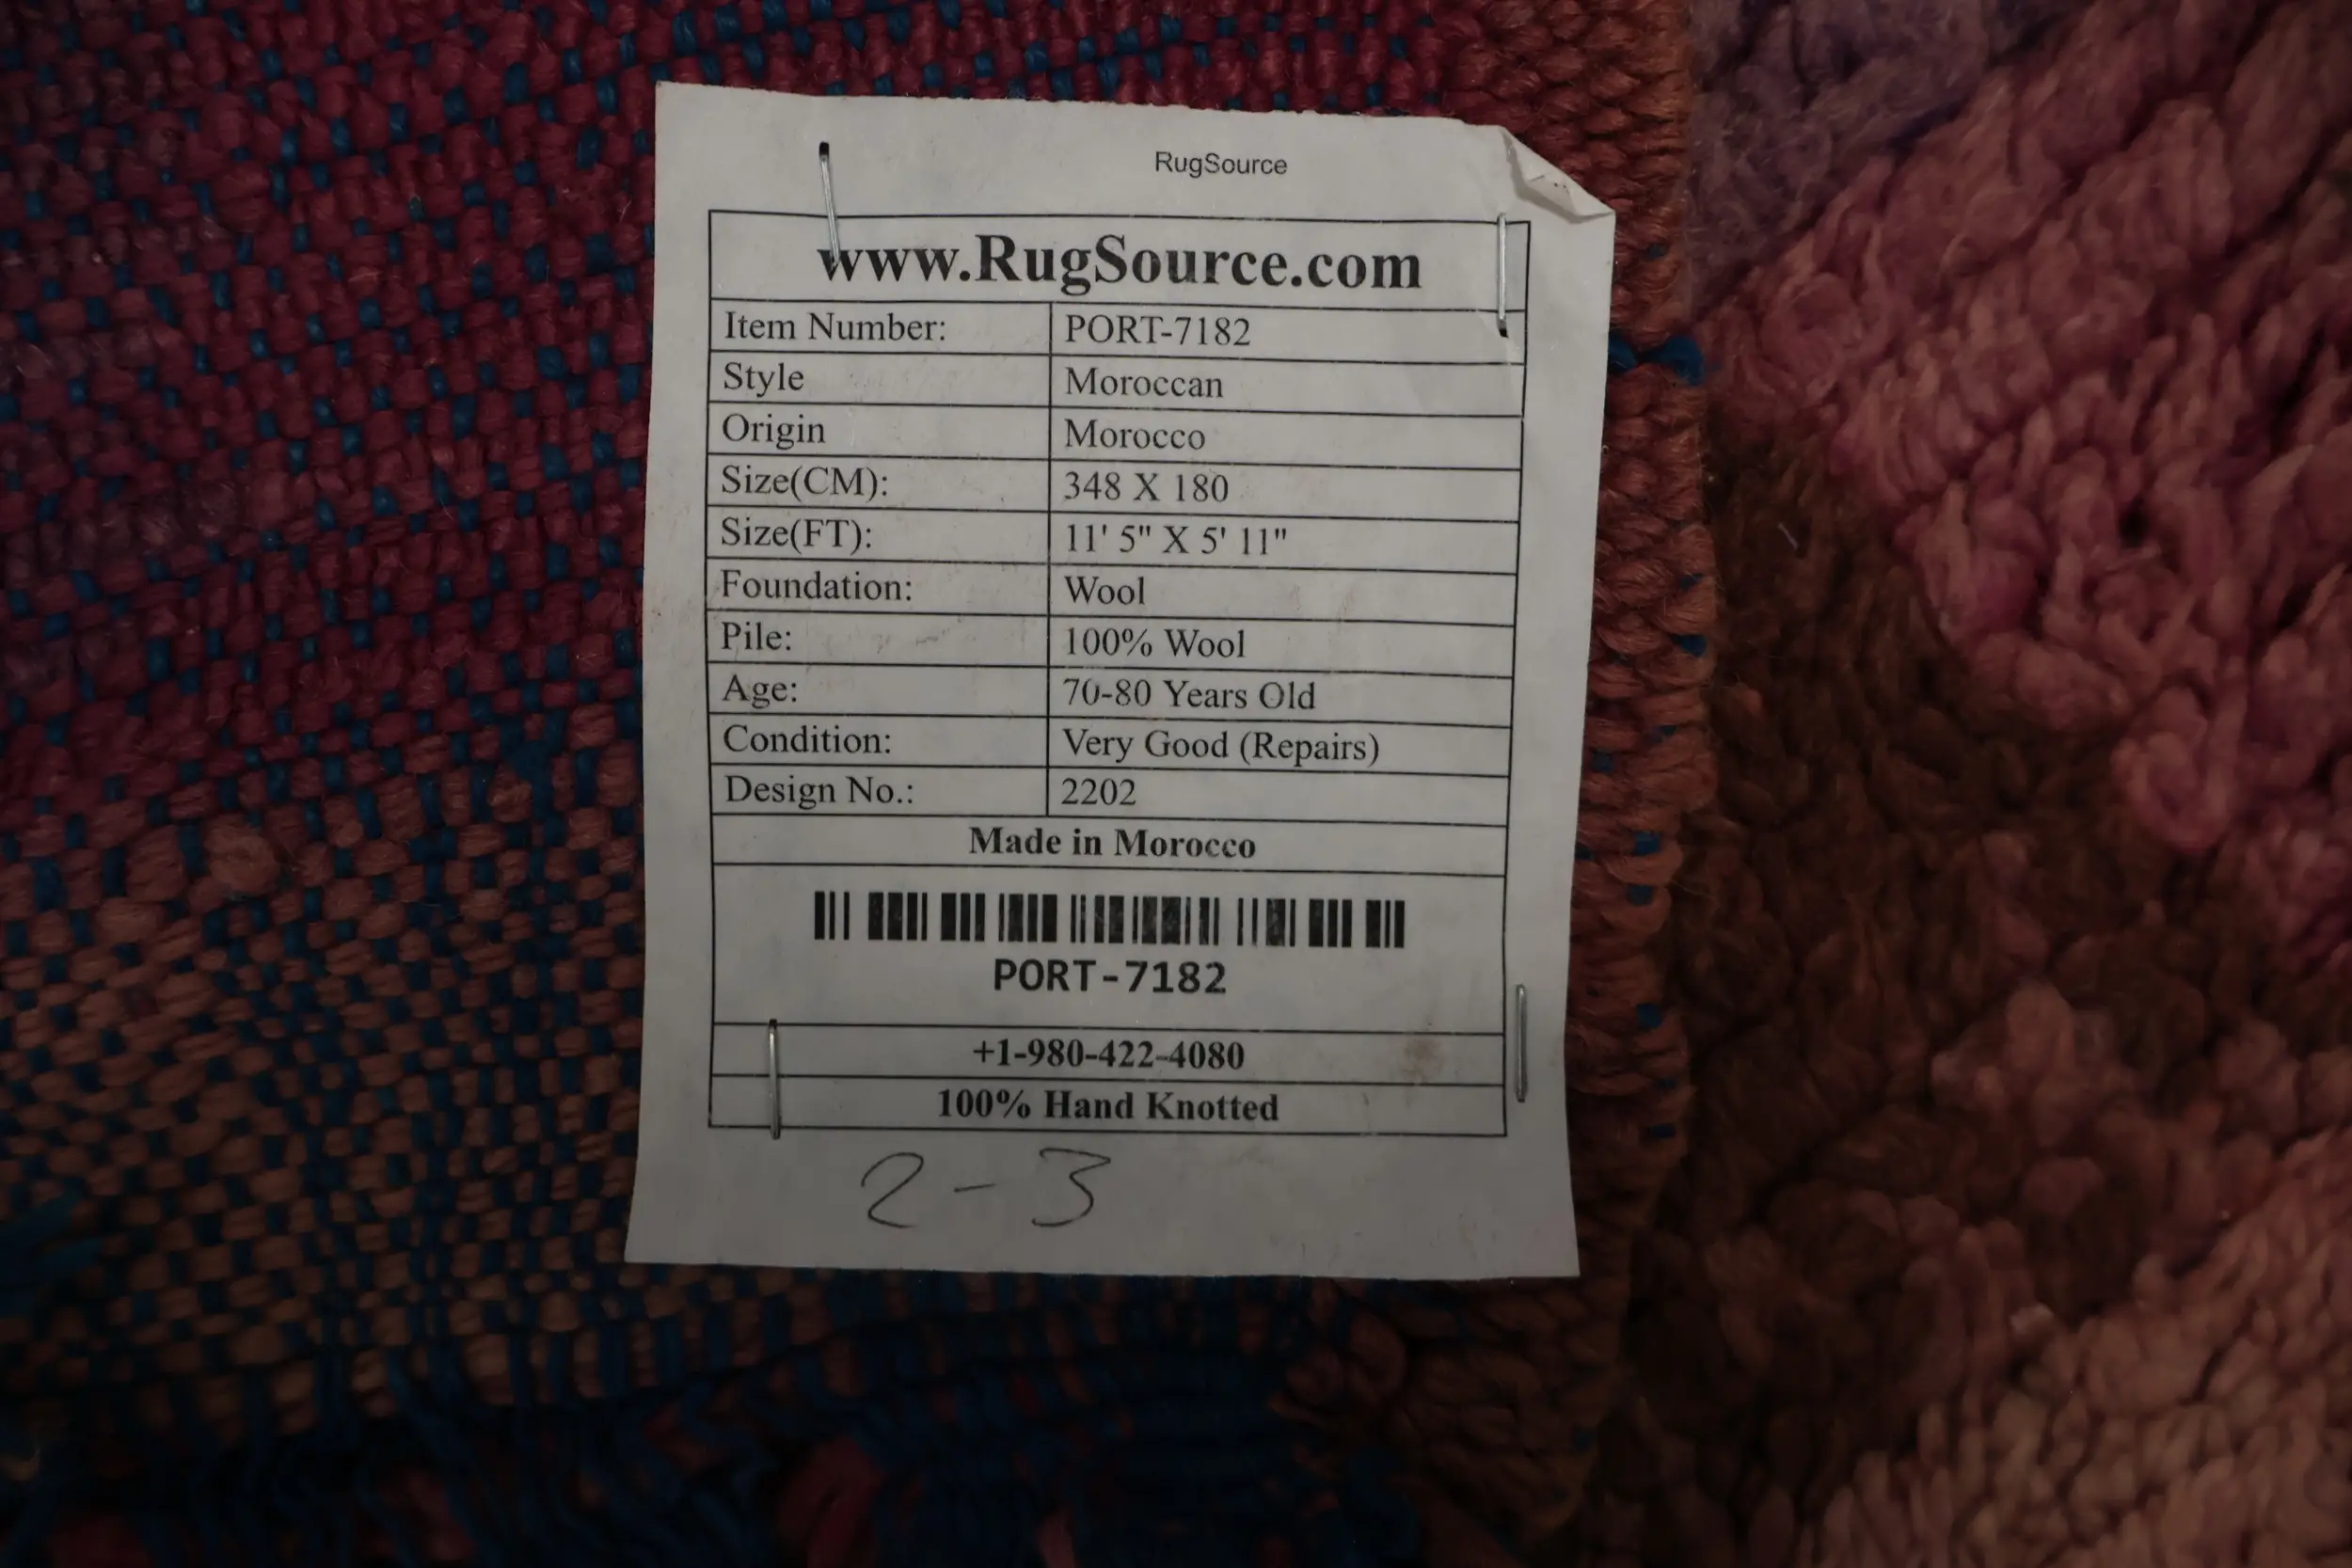 RugSource
www.RugSource.com
Item Number: PORT-7182
Style Moroccan
Origin Morocco
Size(CM): 348 X 180
Size(FT): 11' 5" X 5' 11"
Foundation: Wool
Pile: 100% Wool
Age: 70-80 Years Old
Condition: Very Good (Repairs)
Design No.: 2202
Made in Morocco
PORT-7182
+1-980-422-4080
100% Hand Knotted
2-3